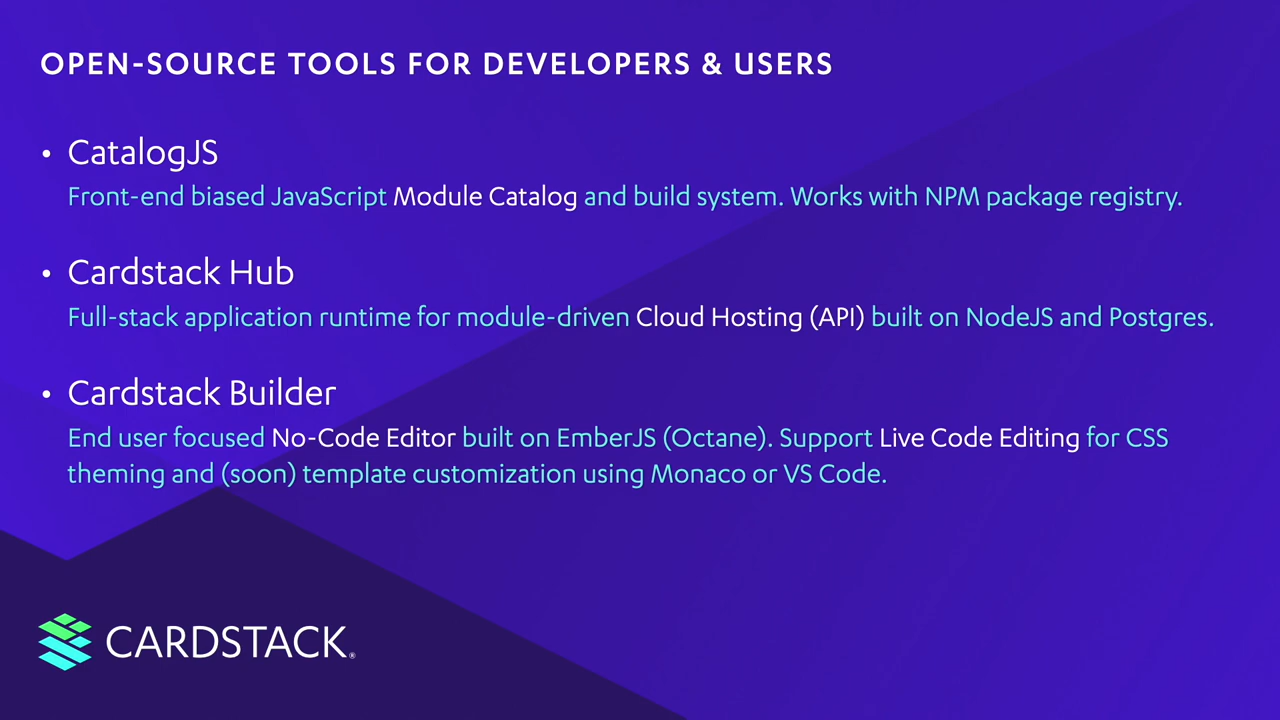 OPEN-SOURCE TOOLS FOR DEVELOPERS & USERS
• CatalogJS
Front-end biased JavaScript Module Catalog and build system. Works with NPM package registry.
• Cardstack Hub
Full-stack application runtime for module-driven Cloud Hosting (API) built on NodeJS and Postgres.
• Cardstack Builder
End user focused No-Code Editor built on EmberJS (Octane). Support Live Code Editing for CSS
theming and (soon) template customization using Monaco or VS Code.
CARDSTACK®